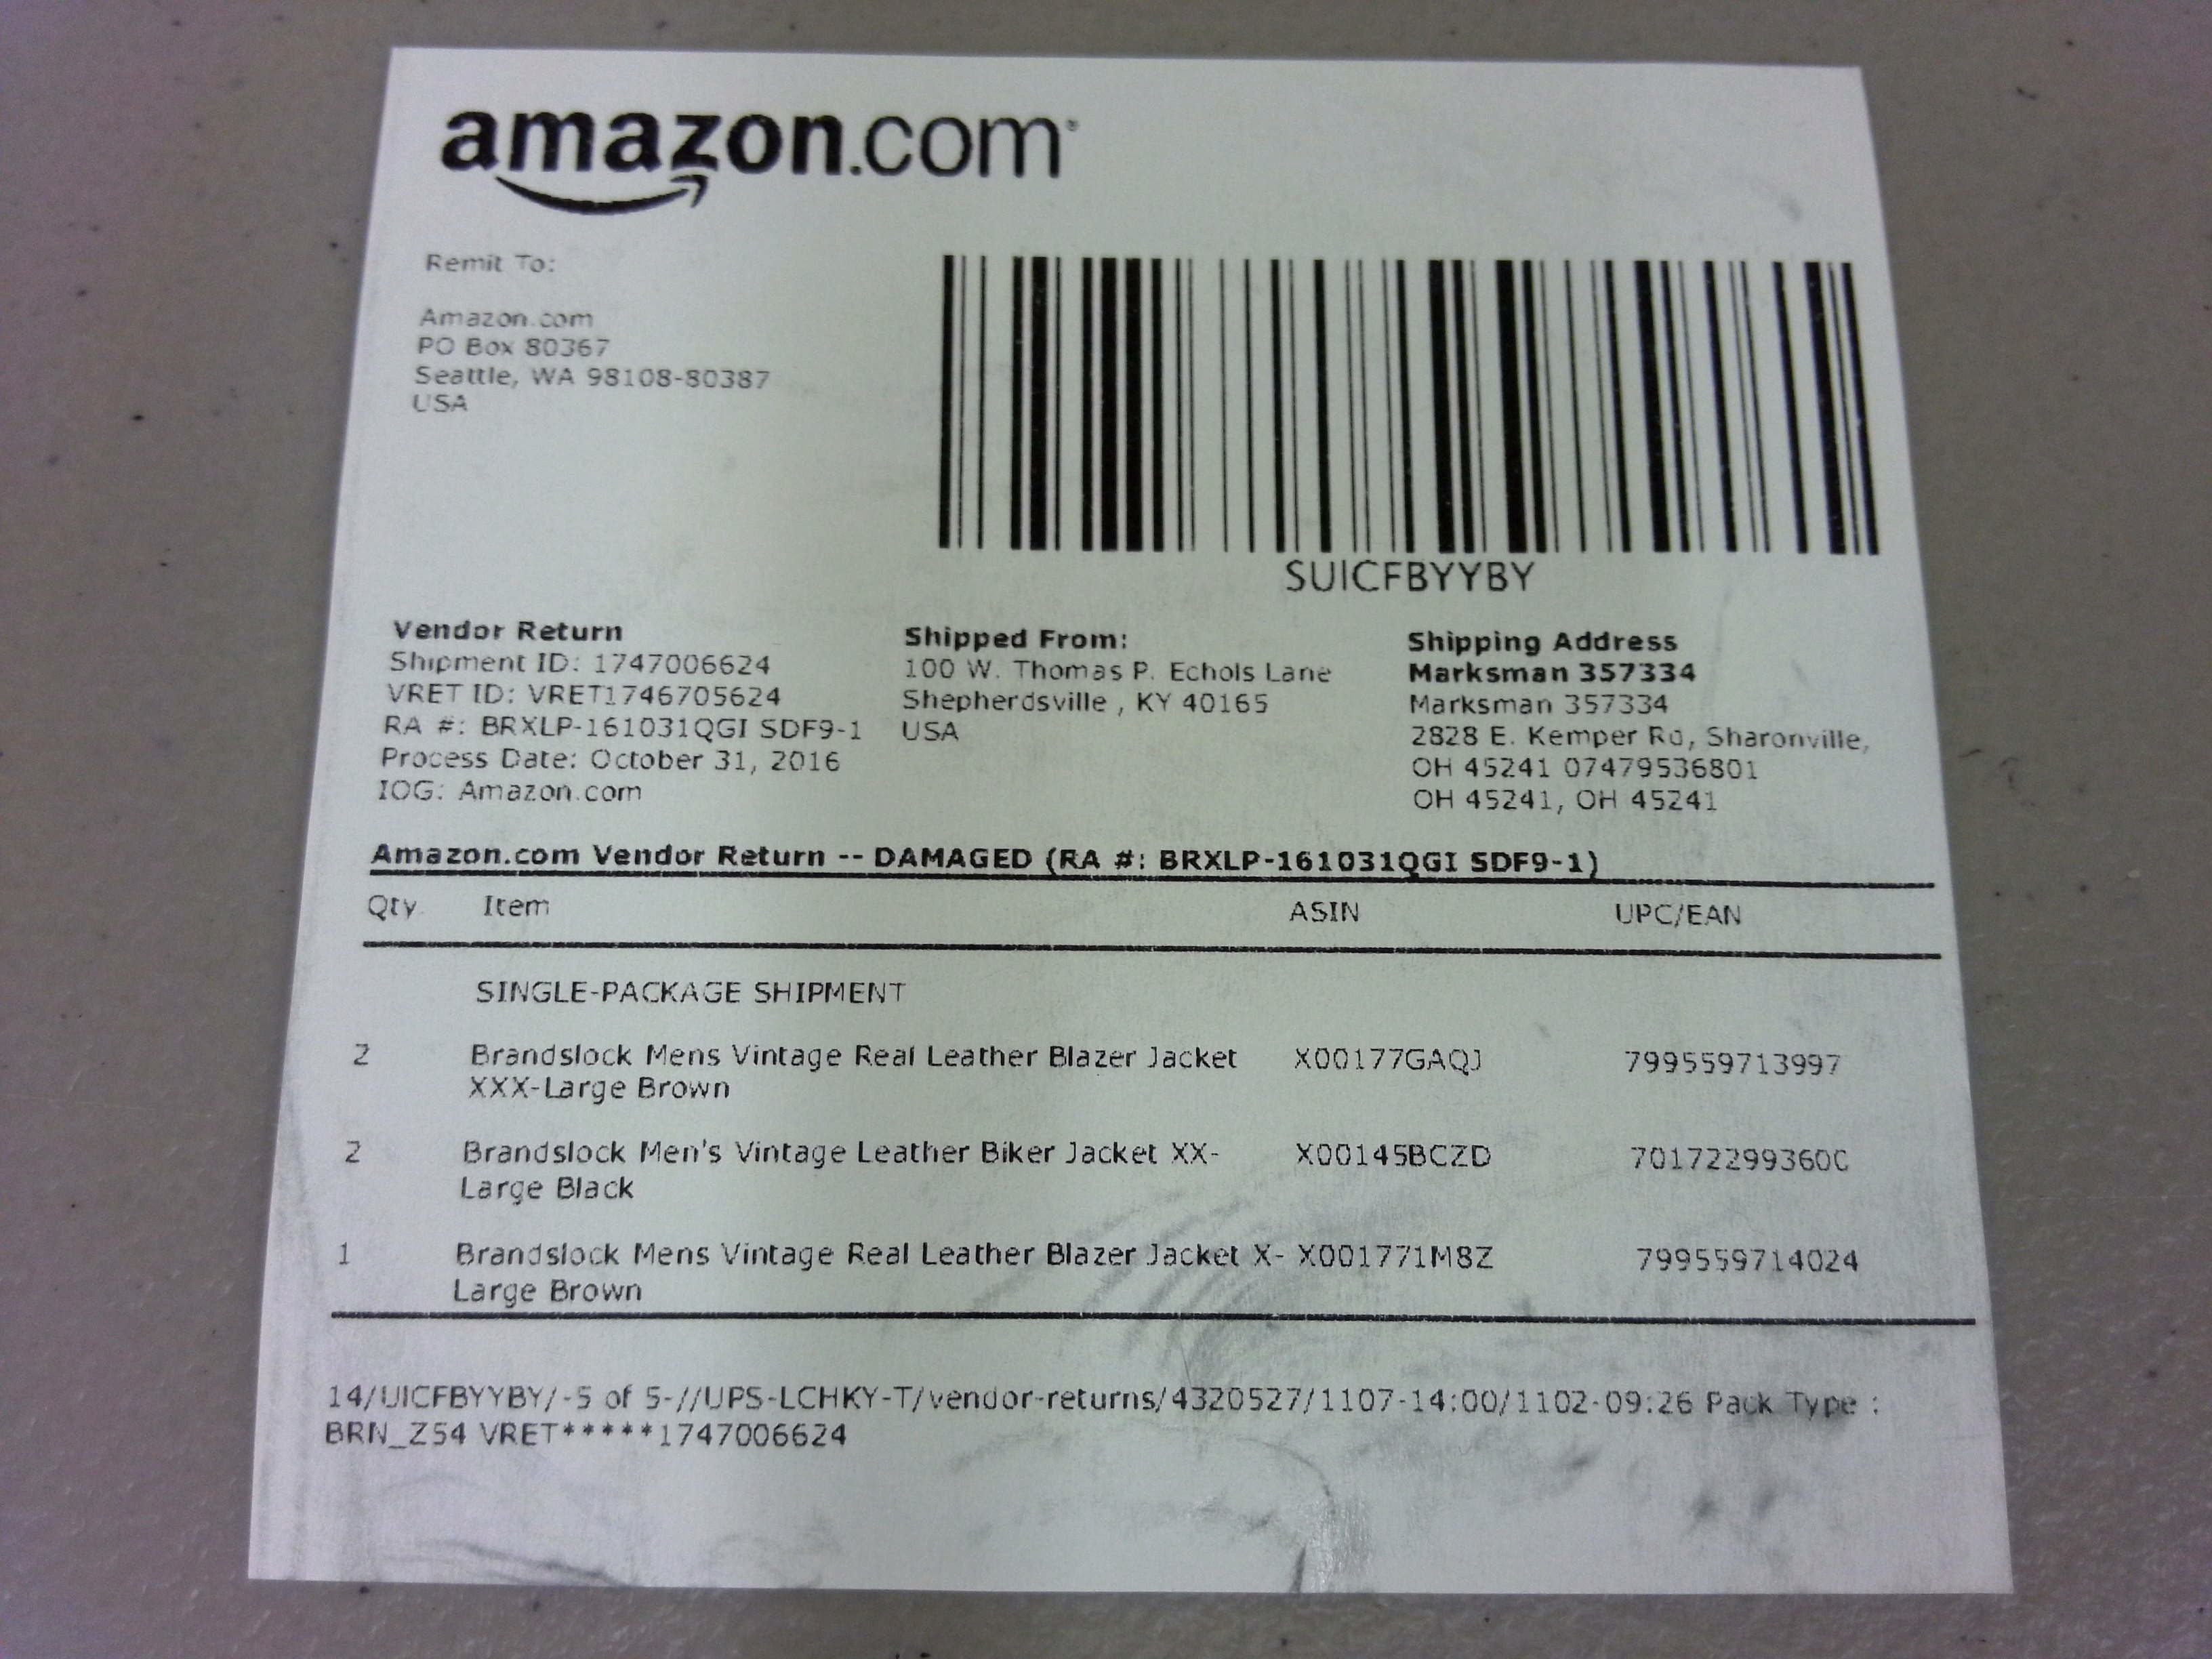 amazon.com
Remit To:
Amazon.com
PO Box 80367
Seattle, WA 98108-80387
USA
SUICFBYYBY
Vendor Return
Shipment ID: 1747006624
VRET ID: VRET1746705624
RA #: BRXLP-161031QGI SDF9-1
Process Date: October 31, 2016
IOG: Amazon.com
Shipped From:
100 W. Thomas P. Echols Lane
Shepherdsville , KY 40165
USA
Shipping Address
Marksman 357334
Marksman 357334
2828 E. Kemper Rd, Sharonville,
OH 45241 07479536801
OH 45241, OH 45241
Amazon.com Vendor Return -- DAMAGED (RA #: BRXLP-161031QGI SDF9-1)
Qty Item ASIN UPC/EAN
SINGLE-PACKAGE SHIPMENT
2 Brandslock Mens Vintage Real Leather Blazer Jacket X00177GAQJ 799559713997
XXX-Large Brown
2 Brandslock Men's Vintage Leather Biker Jacket XX- X00145BCZD 701722993600
Large Black
1 Brandslock Mens Vintage Real Leather Blazer Jacket X- X001771M8Z 799559714024
Large Brown
14/UICFBYYBY/-5 of 5-//UPS-LCHKY-T/vendor-returns/4320527/1107-14:00/1102-09:26 Pack Type :
BRN_Z54 VRET*****1747006624